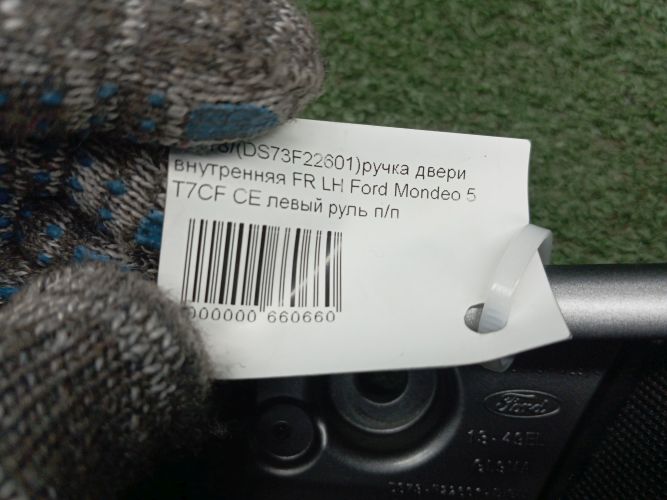 (DS73F22601)ручка двери
внутренняя FR LH Ford Mondeo 5
T7CF CE левый руль п/п
000000 660660
Ford